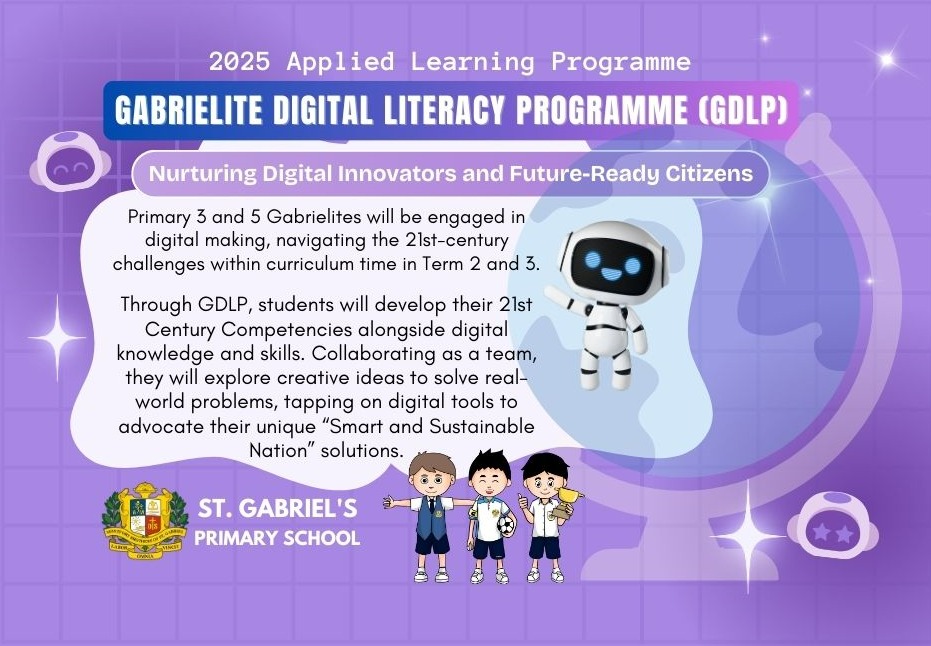 2025 Applied Learning Programme
GABRIELITE DIGITAL LITERACY PROGRAMME (GDLP)
Nurturing Digital Innovators and Future-Ready Citizens
Primary 3 and 5 Gabrielites will be engaged in
digital making, navigating the 21st-century
challenges within curriculum time in Term 2 and 3.
Through GDLP, students will develop their 21st
Century Competencies alongside digital
knowledge and skills. Collaborating as a team,
they will explore creative ideas to solve real-
world problems, tapping on digital tools to
advocate their unique “Smart and Sustainable
Nation” solutions.
LABOR
OMNIA
VINCIT
ST. GABRIEL'S
PRIMARY SCHOOL